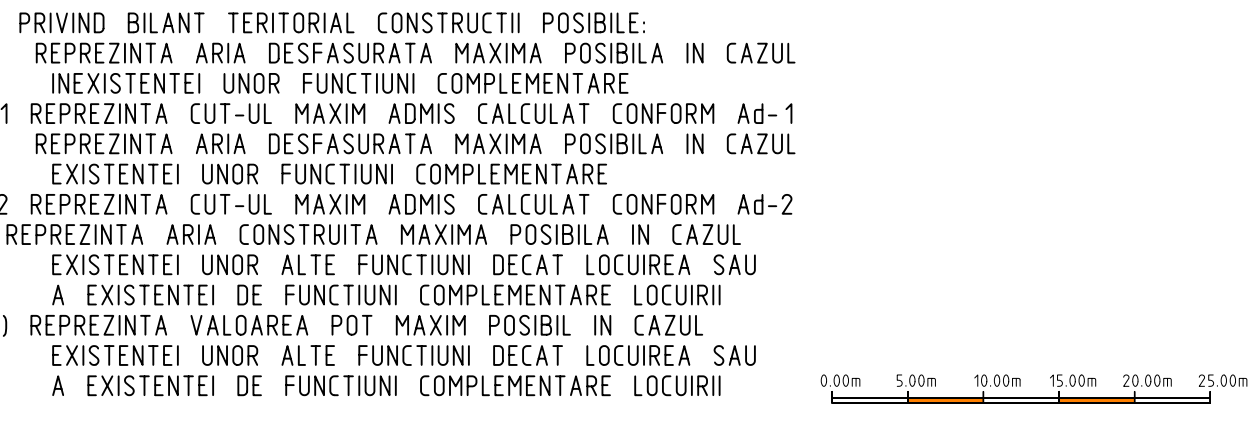 PRIVIND BILANT TERITORIAL CONSTRUCTII POSIBILE:
REPREZINTA ARIA DESFASURATA MAXIMA POSIBILA IN CAZUL
INEXISTENTEI UNOR FUNCTIUNI COMPLEMENTARE
1 REPREZINTA CUT-UL MAXIM ADMIS CALCULAT CONFORM Ad-1
REPREZINTA ARIA DESFASURATA MAXIMA POSIBILA IN CAZUL
EXISTENTEI UNOR FUNCTIUNI COMPLEMENTARE
2 REPREZINTA CUT-UL MAXIM ADMIS CALCULAT CONFORM Ad-2
REPREZINTA ARIA CONSTRUITA MAXIMA POSIBILA IN CAZUL
EXISTENTEI UNOR ALTE FUNCTIUNI DECAT LOCUIREA SAU
A EXISTENTEI DE FUNCTIUNI COMPLEMENTARE LOCUIRII
) REPREZINTA VALOAREA POT MAXIM POSIBIL IN CAZUL
EXISTENTEI UNOR ALTE FUNCTIUNI DECAT LOCUIREA SAU
A EXISTENTEI DE FUNCTIUNI COMPLEMENTARE LOCUIRII
0.00m 5.00m 10.00m 15.00m 20.00m 25.00m